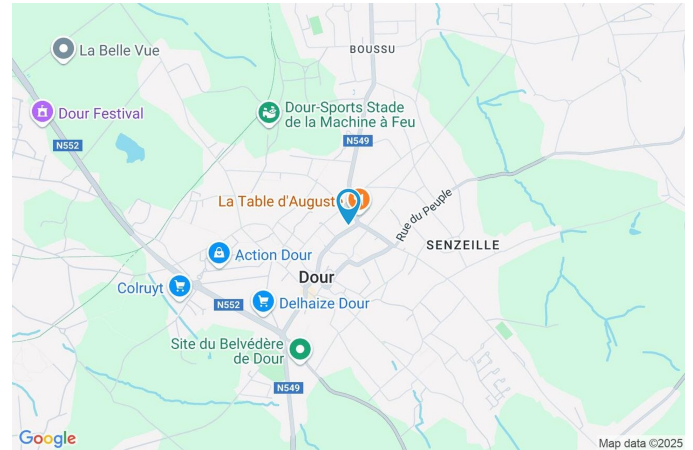 BOUSSU
La Belle Vue
Dour Festival
Dour-Sports Stade
de la Machine à Feu
N552
N549
La Table d'August
Rue du Peuple
SENZEILLE
Action Dour
Dour
Colruyt
N552
Delhaize Dour
Site du Belvédère
de Dour
N549
Google
Map data ©2025